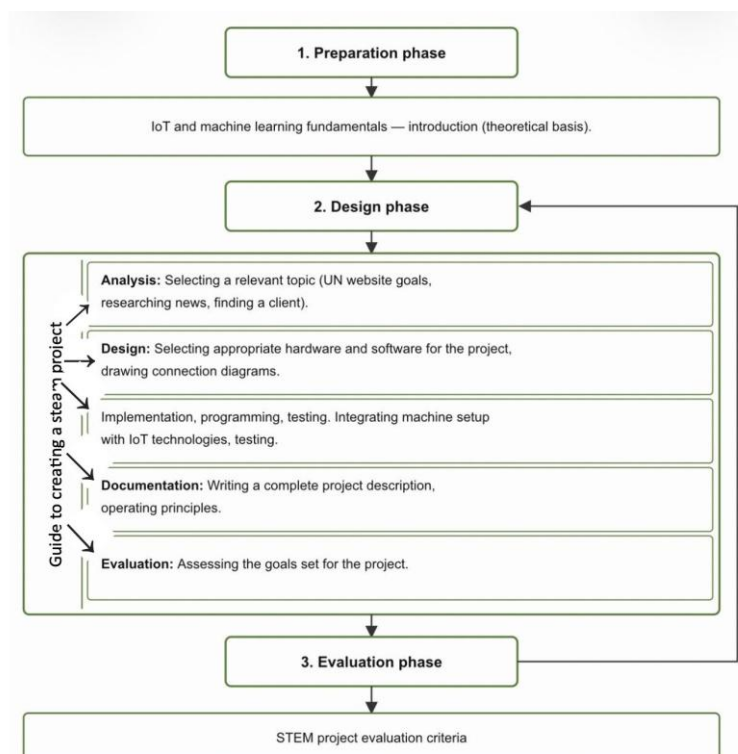 1. Preparation phase
IoT and machine learning fundamentals — introduction (theoretical basis).
2. Design phase
Guide to creating a steam project
Analysis: Selecting a relevant topic (UN website goals,
researching news, finding a client).
Design: Selecting appropriate hardware and software for the project,
drawing connection diagrams.
Implementation, programming, testing. Integrating machine setup
with IoT technologies, testing.
Documentation: Writing a complete project description,
operating principles.
Evaluation: Assessing the goals set for the project.
3. Evaluation phase
STEM project evaluation criteria